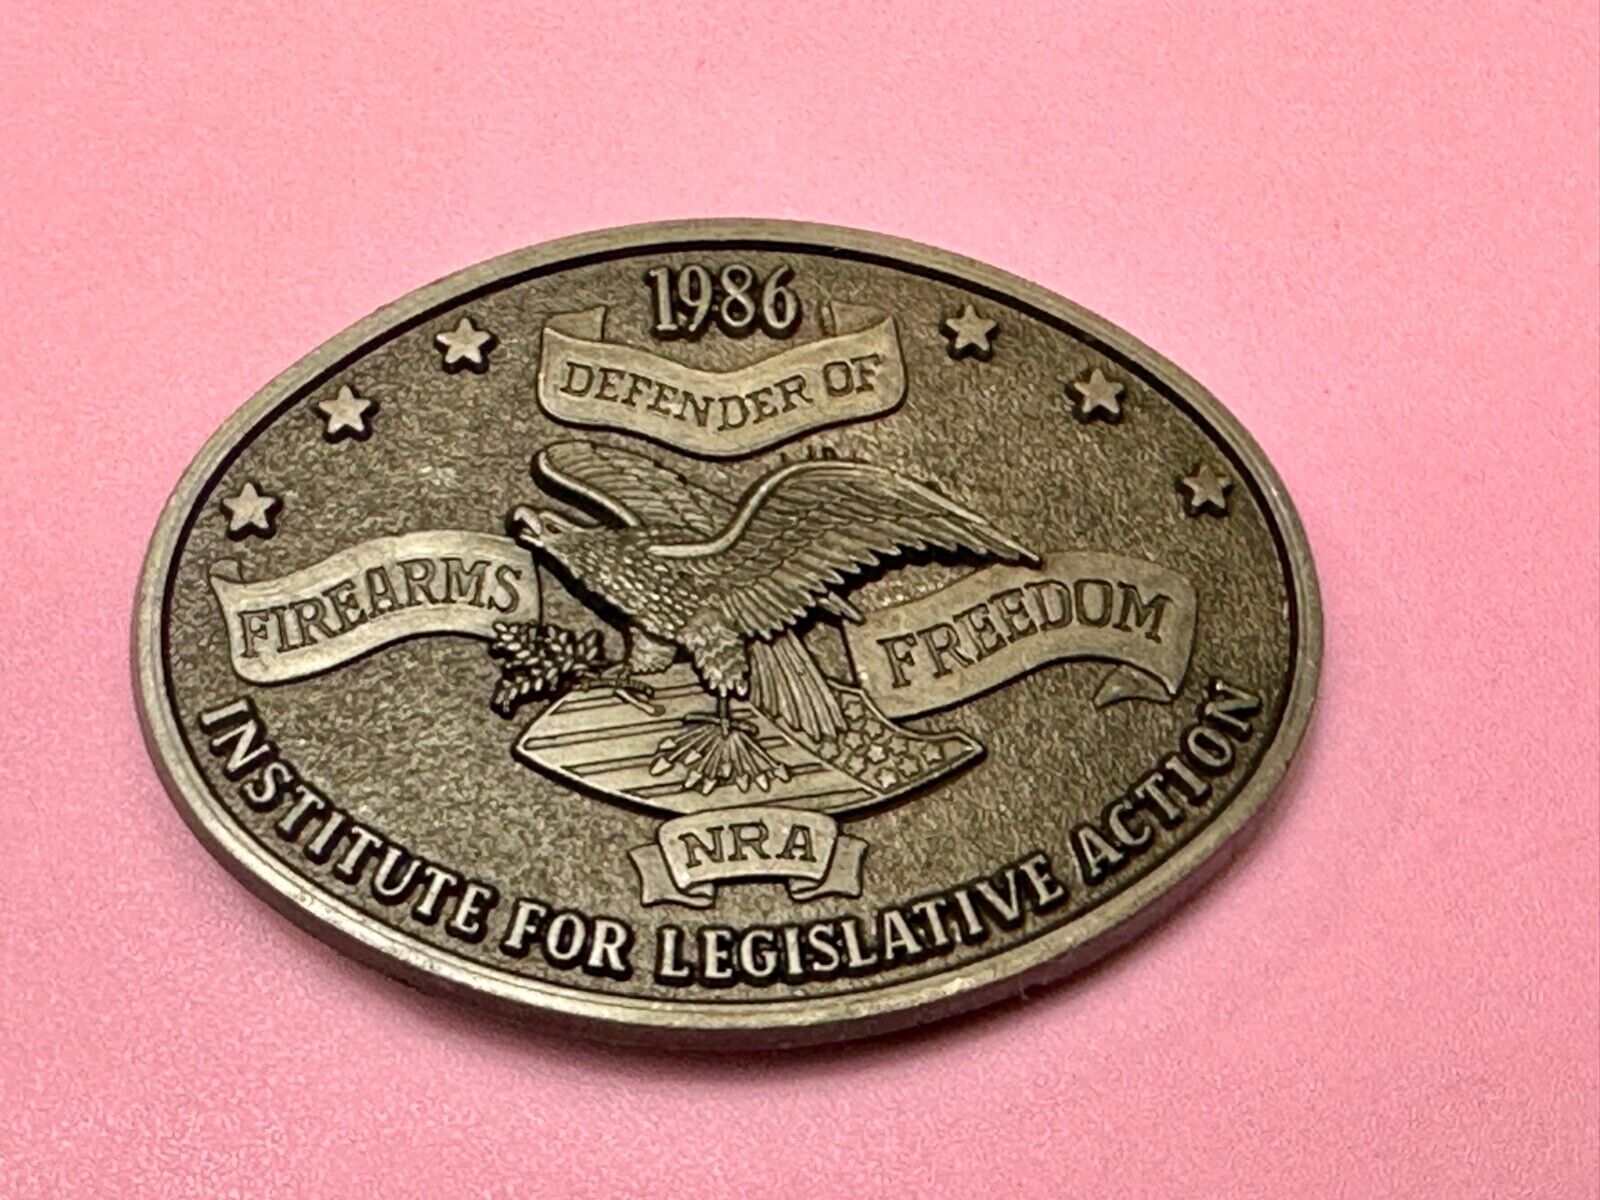 1986
DEFENDER OF
FIREARMS
FREEDOM
NRA
INSTITUTE FOR LEGISLATIVE ACTION